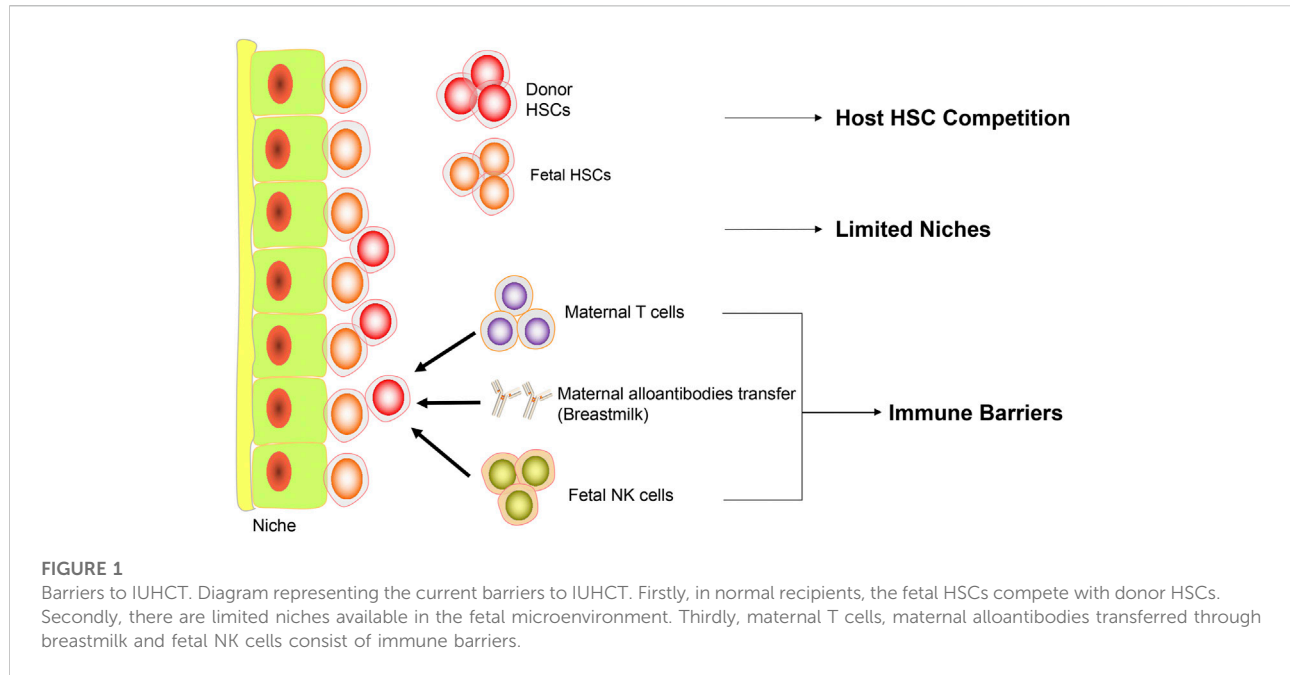 Donor
HSCs
Host HSC Competition
Fetal HSCs
Limited Niches
Maternal T cells
Maternal alloantibodies transfer
(Breastmilk)
Immune Barriers
Fetal NK cells
Niche
FIGURE 1
Barriers to IUHCT. Diagram representing the current barriers to IUHCT. Firstly, in normal recipients, the fetal HSCs compete with donor HSCs.
Secondly, there are limited niches available in the fetal microenvironment. Thirdly, maternal T cells, maternal alloantibodies transferred through
breastmilk and fetal NK cells consist of immune barriers.